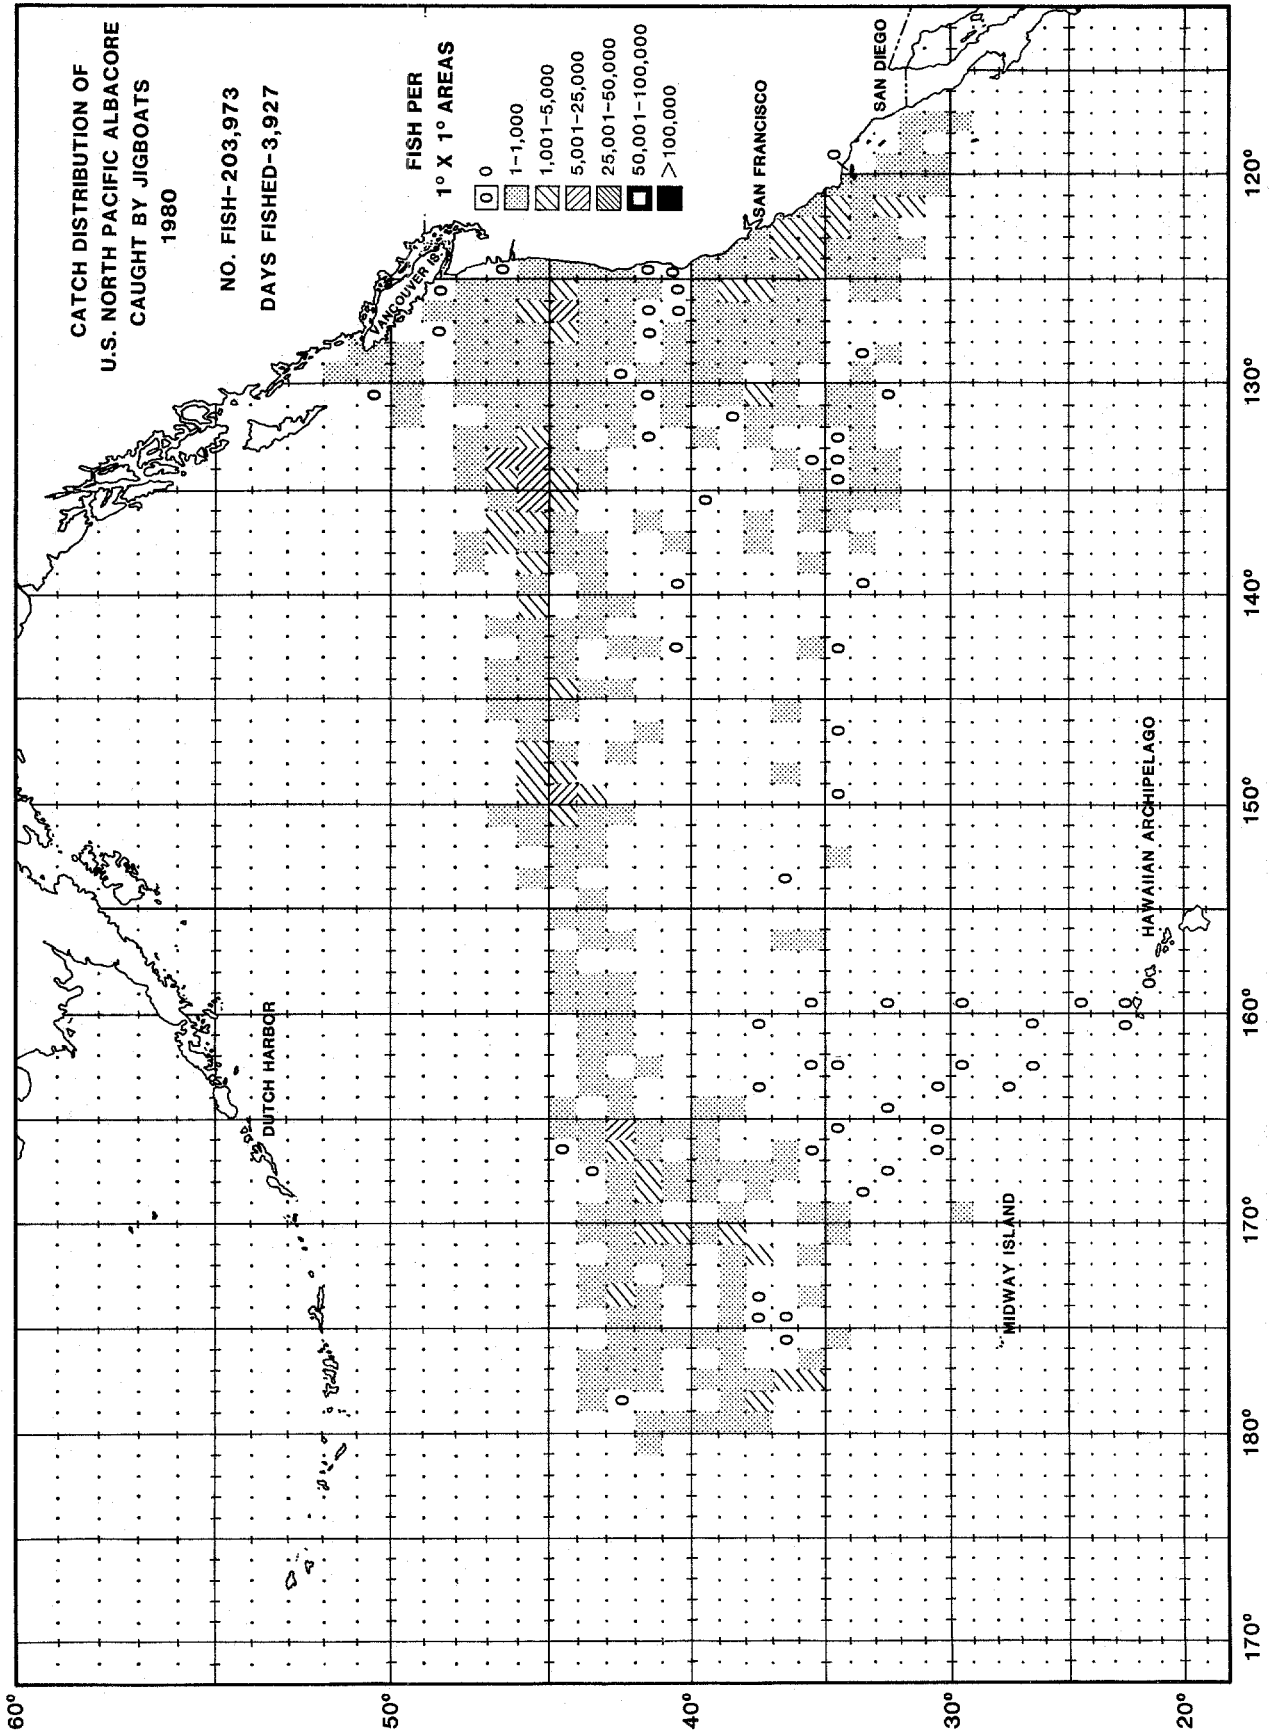 CATCH DISTRIBUTION OF
U.S. NORTH PACIFIC ALBACORE
CAUGHT BY JIGBOATS
1980
NO. FISH-203,973
DAYS FISHED-3,927
FISH PER
1° X 1° AREAS
0 0
1-1,000
1,001-5,000
5,001-25,000
25,001-50,000
50,001-100,000
>100,000
VANCOUVER IS.
SAN FRANCISCO
SAN DIEGO
DUTCH HARBOR
HAWAIIAN ARCHIPELAGO
MIDWAY ISLAND
60°
50°
40°
30°
20°
170°
180°
170°
160°
150°
140°
130°
120°